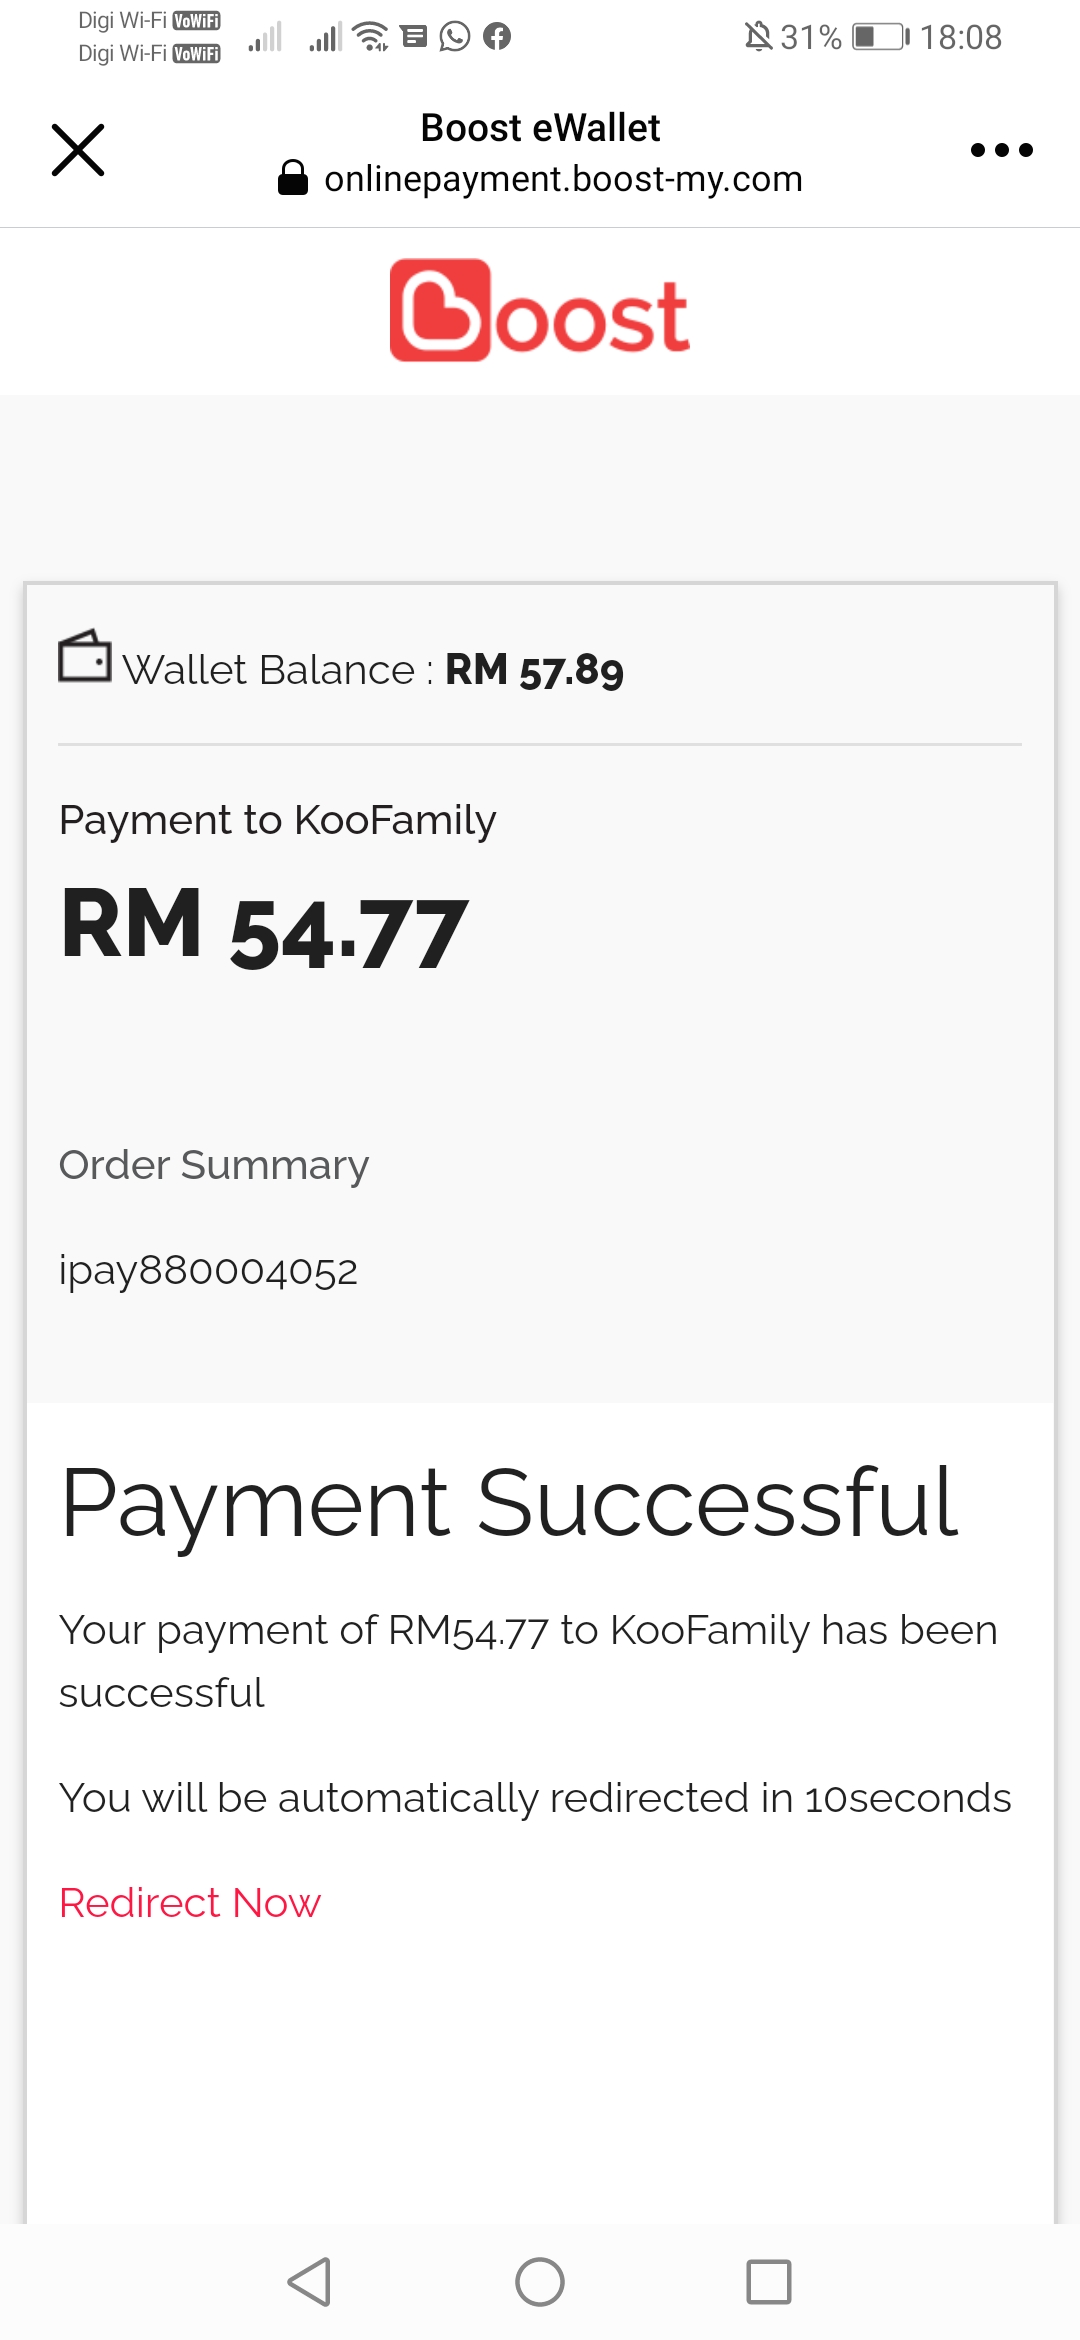 Digi Wi-Fi VoWiFi
Digi Wi-Fi VoWiFi
31% 18:08
Boost eWallet
onlinepayment.boost-my.com
Boost
Wallet Balance : RM 57.89
Payment to KooFamily
RM 54.77
Order Summary
ipay880004052
Payment Successful
Your payment of RM54.77 to KooFamily has been
successful
You will be automatically redirected in 10seconds
Redirect Now